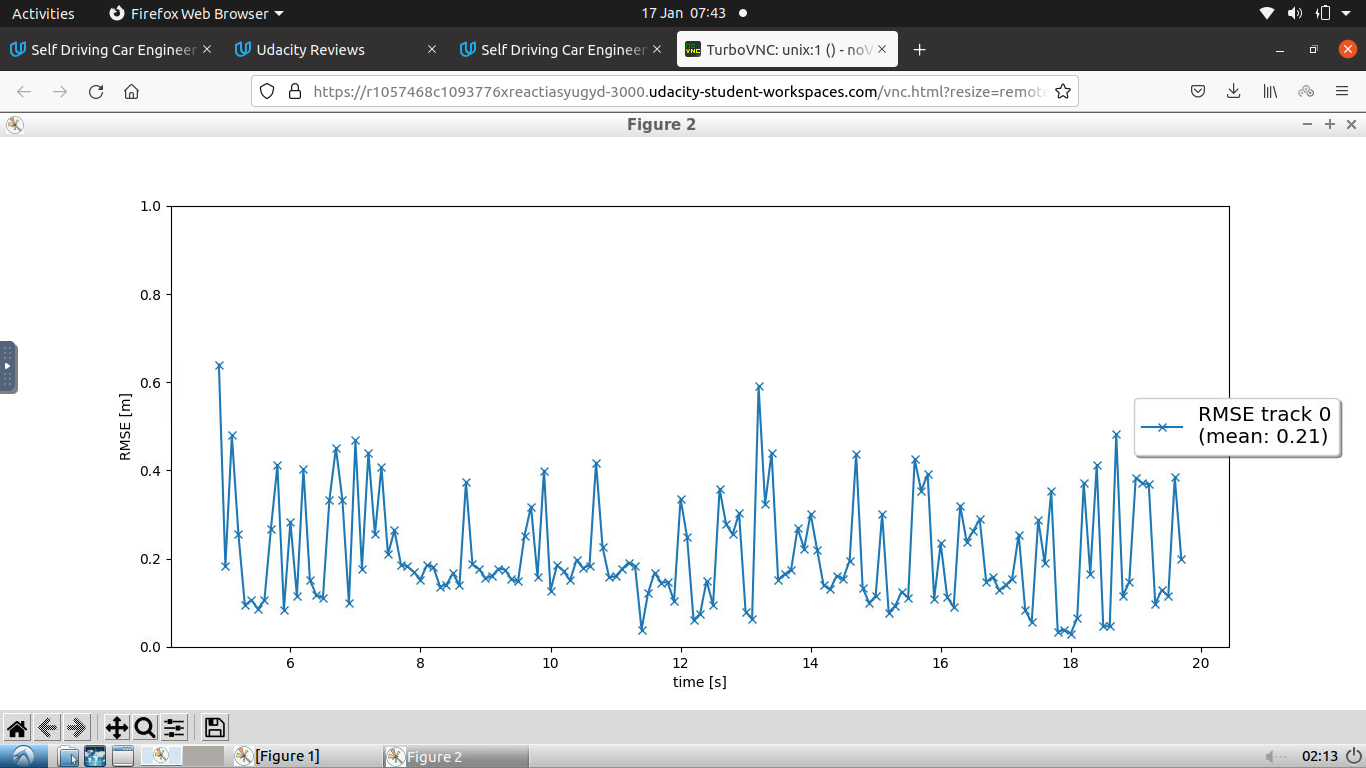 Activities
Firefox Web Browser
17 Jan 07:43
Self Driving Car Engineer
Udacity Reviews
Self Driving Car Engineer
TurboVNC: unix:1 () - noV
https://r1057468c1093776xreactiasyugyd-3000.udacity-student-workspaces.com/vnc.html?resize=remote
Figure 2
1.0
0.8
0.6
0.4
0.2
0.0
RMSE [m]
RMSE track 0
(mean: 0.21)
6 8 10 12 14 16 18 20
time [s]
[Figure 1]
Figure 2
02:13